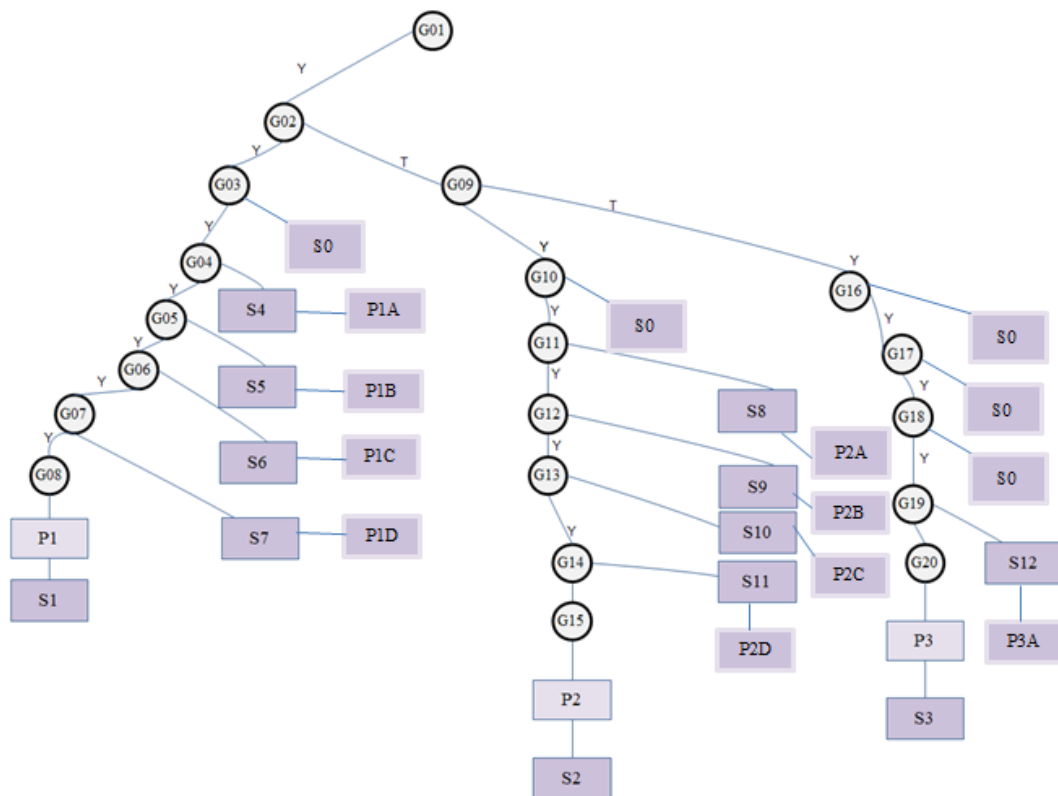 G01
Y
G02
Y
T
G03
G09
Y
T
S0
Y
Y
G04
G10
G16
S4
P1A
Y
G05
Y
S0
Y
S0
G11
G17
Y
G06
Y
S5
P1B
Y
Y
S8
S0
G07
G12
G18
Y
S6
P1C
Y
P2A
Y
S0
G08
G13
S9
G19
P2B
P1
S7
P1D
Y
S10
G14
G20
S12
S11
P2C
S1
G15
P2D
P3
P3A
P2
S3
S2